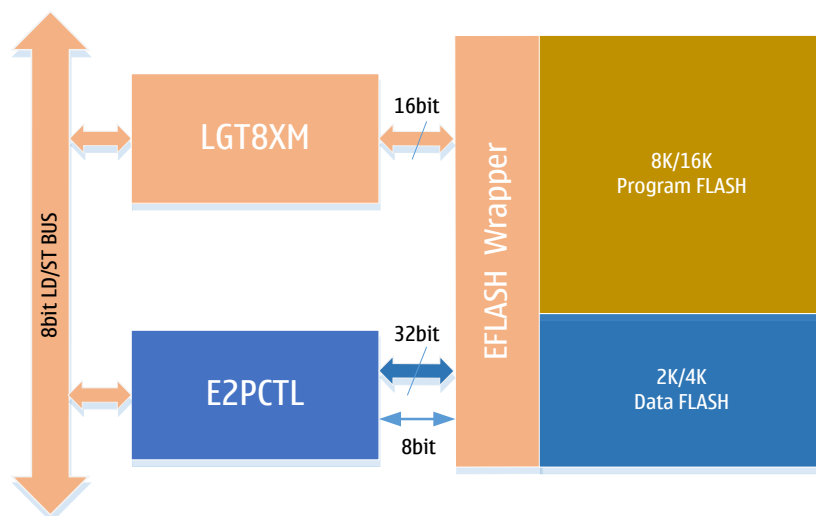 8bit LD/ST BUS
LGT8XM
16bit
EFLASH Wrapper
8K/16K
Program FLASH
E2PCTL
32bit
8bit
2K/4K
Data FLASH